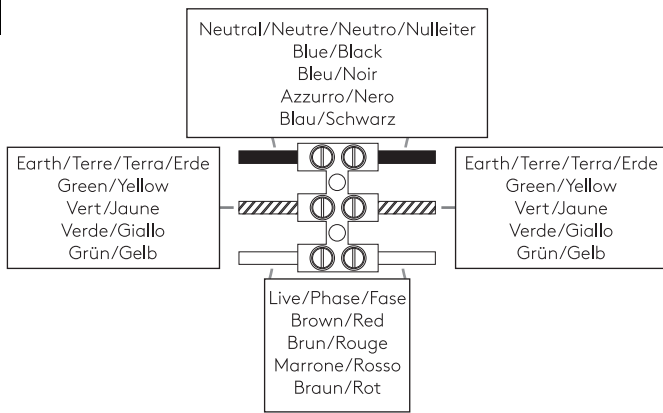 Neutral/Neutre/Neutro/Nulleiter
Blue/Black
Bleu/Noir
Azzurro/Nero
Blau/Schwarz
Earth/Terre/Terra/Erde
Green/Yellow
Vert/Jaune
Verde/Giallo
Grün/Gelb
Earth/Terre/Terra/Erde
Green/Yellow
Vert/Jaune
Verde/Giallo
Grün/Gelb
Live/Phase/Fase
Brown/Red
Brun/Rouge
Marrone/Rosso
Braun/Rot